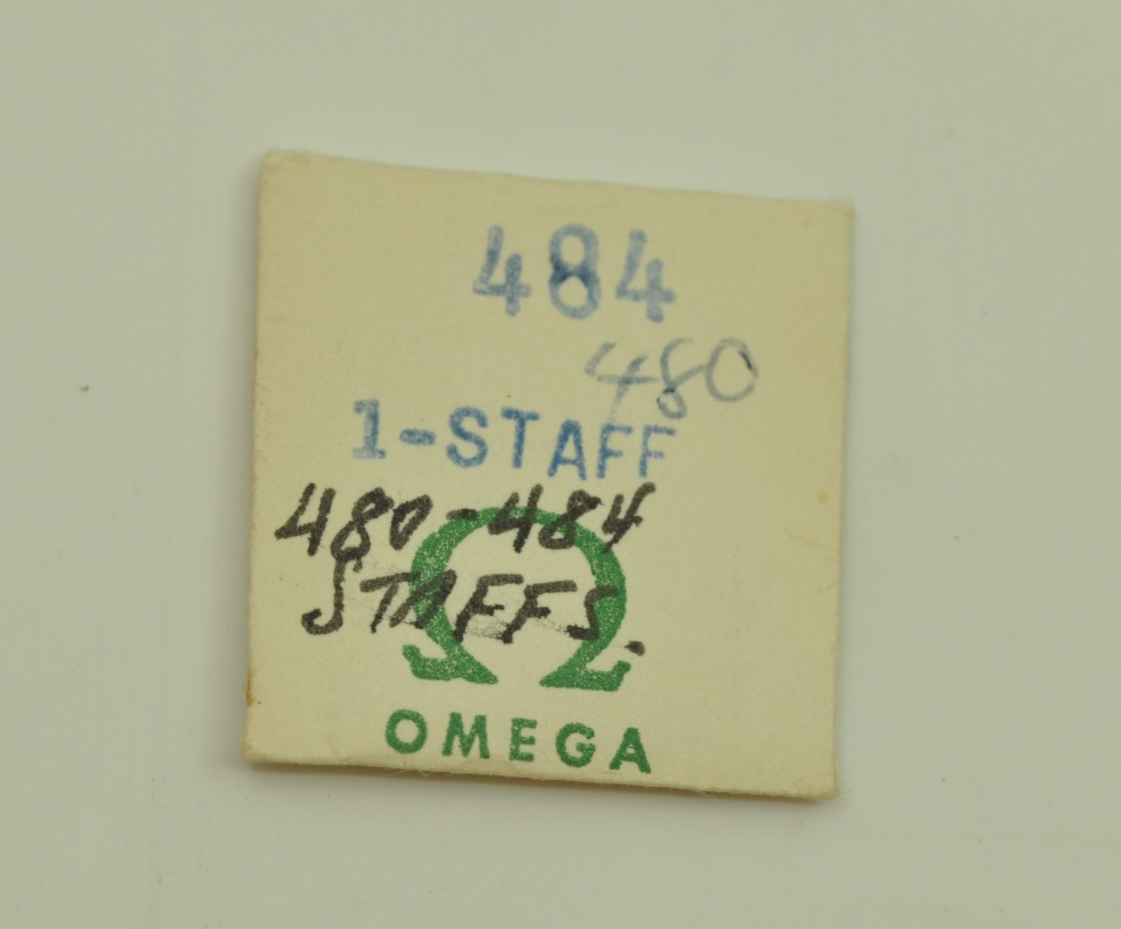 484
480
1-STAFF
480-484
STAFFS.
Ω
OMEGA